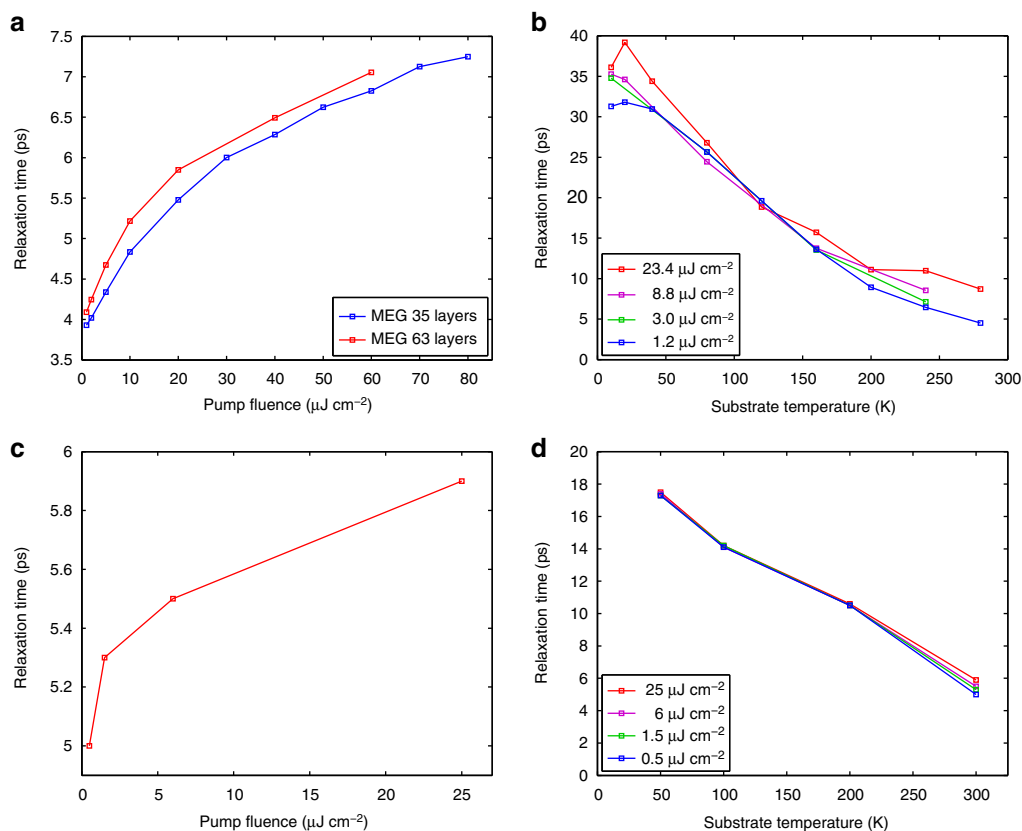 a
7.5
7
6.5
6
5.5
5
4.5
4
3.5
0 10 20 30 40 50 60 70 80
Relaxation time (ps)
Pump fluence (μJ cm⁻²)
MEG 35 layers
MEG 63 layers
b
40
35
30
25
20
15
10
5
0
0 50 100 150 200 250 300
Relaxation time (ps)
Substrate temperature (K)
23.4 μJ cm⁻²
8.8 μJ cm⁻²
3.0 μJ cm⁻²
1.2 μJ cm⁻²
c
6
5.8
5.6
5.4
5.2
5
0 5 10 15 20 25
Relaxation time (ps)
Pump fluence (μJ cm⁻²)
d
20
18
16
14
12
10
8
6
4
2
0
0 50 100 150 200 250 300
Relaxation time (ps)
Substrate temperature (K)
25 μJ cm⁻²
6 μJ cm⁻²
1.5 μJ cm⁻²
0.5 μJ cm⁻²